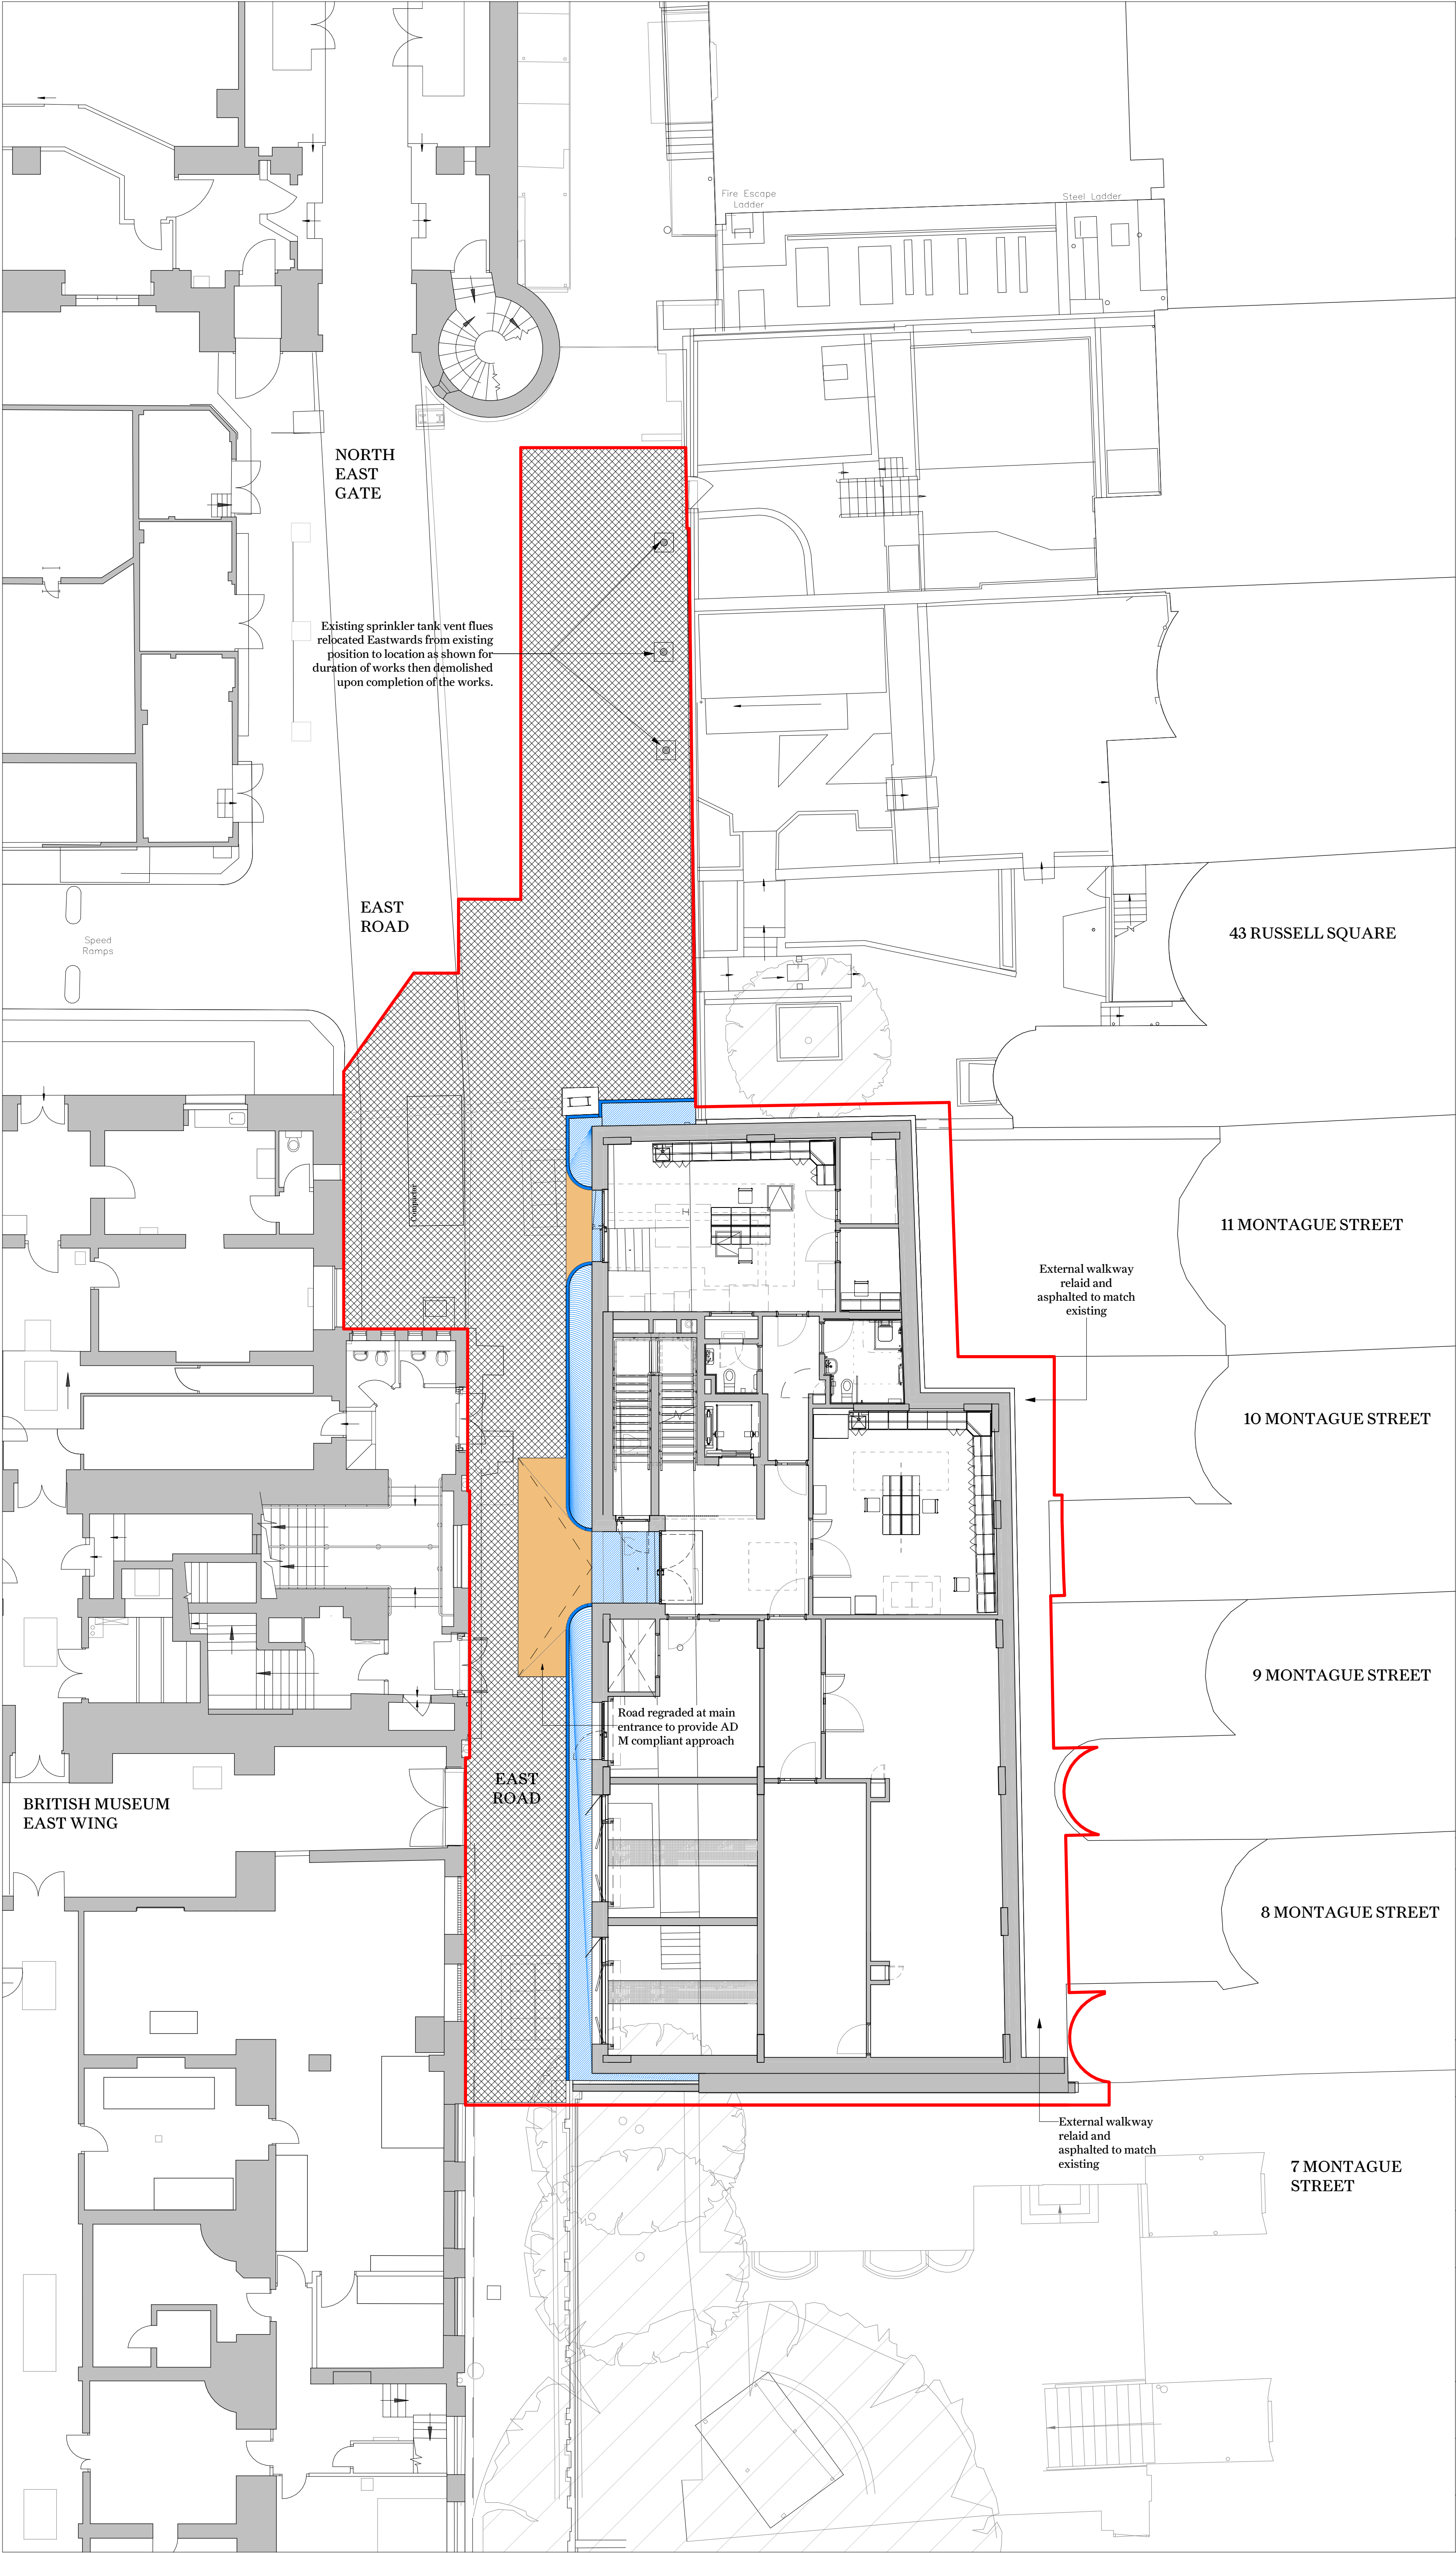 Fire Escape
Ladder
Steel Ladder
NORTH
EAST
GATE
Existing sprinkler tank vent flues
relocated Eastwards from existing
position to location as shown for
duration of works then demolished
upon completion of the works.
EAST
ROAD
Speed
Ramps
43 RUSSELL SQUARE
Compactor
11 MONTAGUE STREET
External walkway
relaid and
asphalted to match
existing
10 MONTAGUE STREET
9 MONTAGUE STREET
Road regraded at main
entrance to provide AD
M compliant approach
EAST
ROAD
BRITISH MUSEUM
EAST WING
8 MONTAGUE STREET
External walkway
relaid and
asphalted to match
existing
7 MONTAGUE
STREET